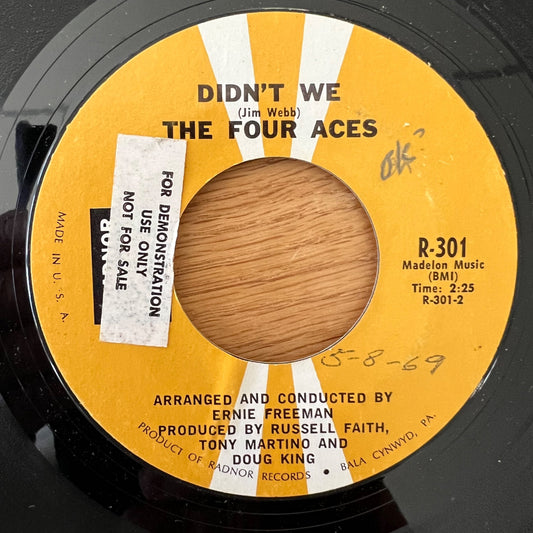 DIDN'T WE
(Jim Webb)
THE FOUR ACES
ok
FOR DEMONSTRATION
USE ONLY
NOT FOR SALE
MADE IN U. S. A.
R-301
Madelon Music
(BMI)
Time: 2:25
R-301-2
5-8-69
ARRANGED AND CONDUCTED BY
ERNIE FREEMAN
PRODUCED BY RUSSELL FAITH,
TONY MARTINO AND
DOUG KING
PRODUCT OF RADNOR RECORDS • BALA CYNWYD, PA.